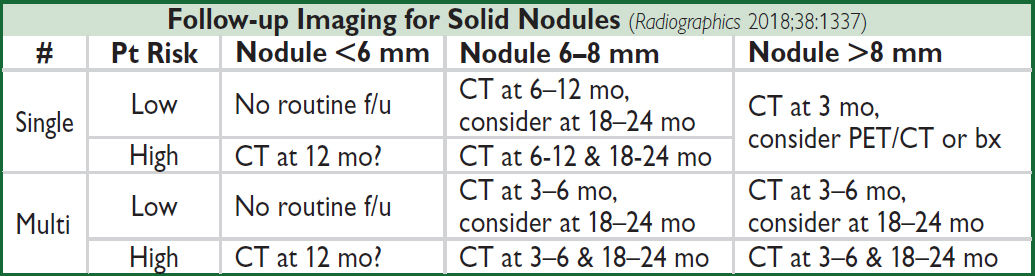 Follow-up Imaging for Solid Nodules (Radiographics 2018;38:1337)
# Pt Risk Nodule <6 mm Nodule 6–8 mm Nodule >8 mm
Single
Low
No routine f/u
CT at 6–12 mo,
consider at 18–24 mo
CT at 3 mo,
consider PET/CT or bx
High
CT at 12 mo?
CT at 6-12 & 18-24 mo
Multi
Low
No routine f/u
CT at 3–6 mo,
consider at 18–24 mo
CT at 3–6 mo,
consider at 18–24 mo
High
CT at 12 mo?
CT at 3–6 & 18–24 mo
CT at 3–6 & 18–24 mo